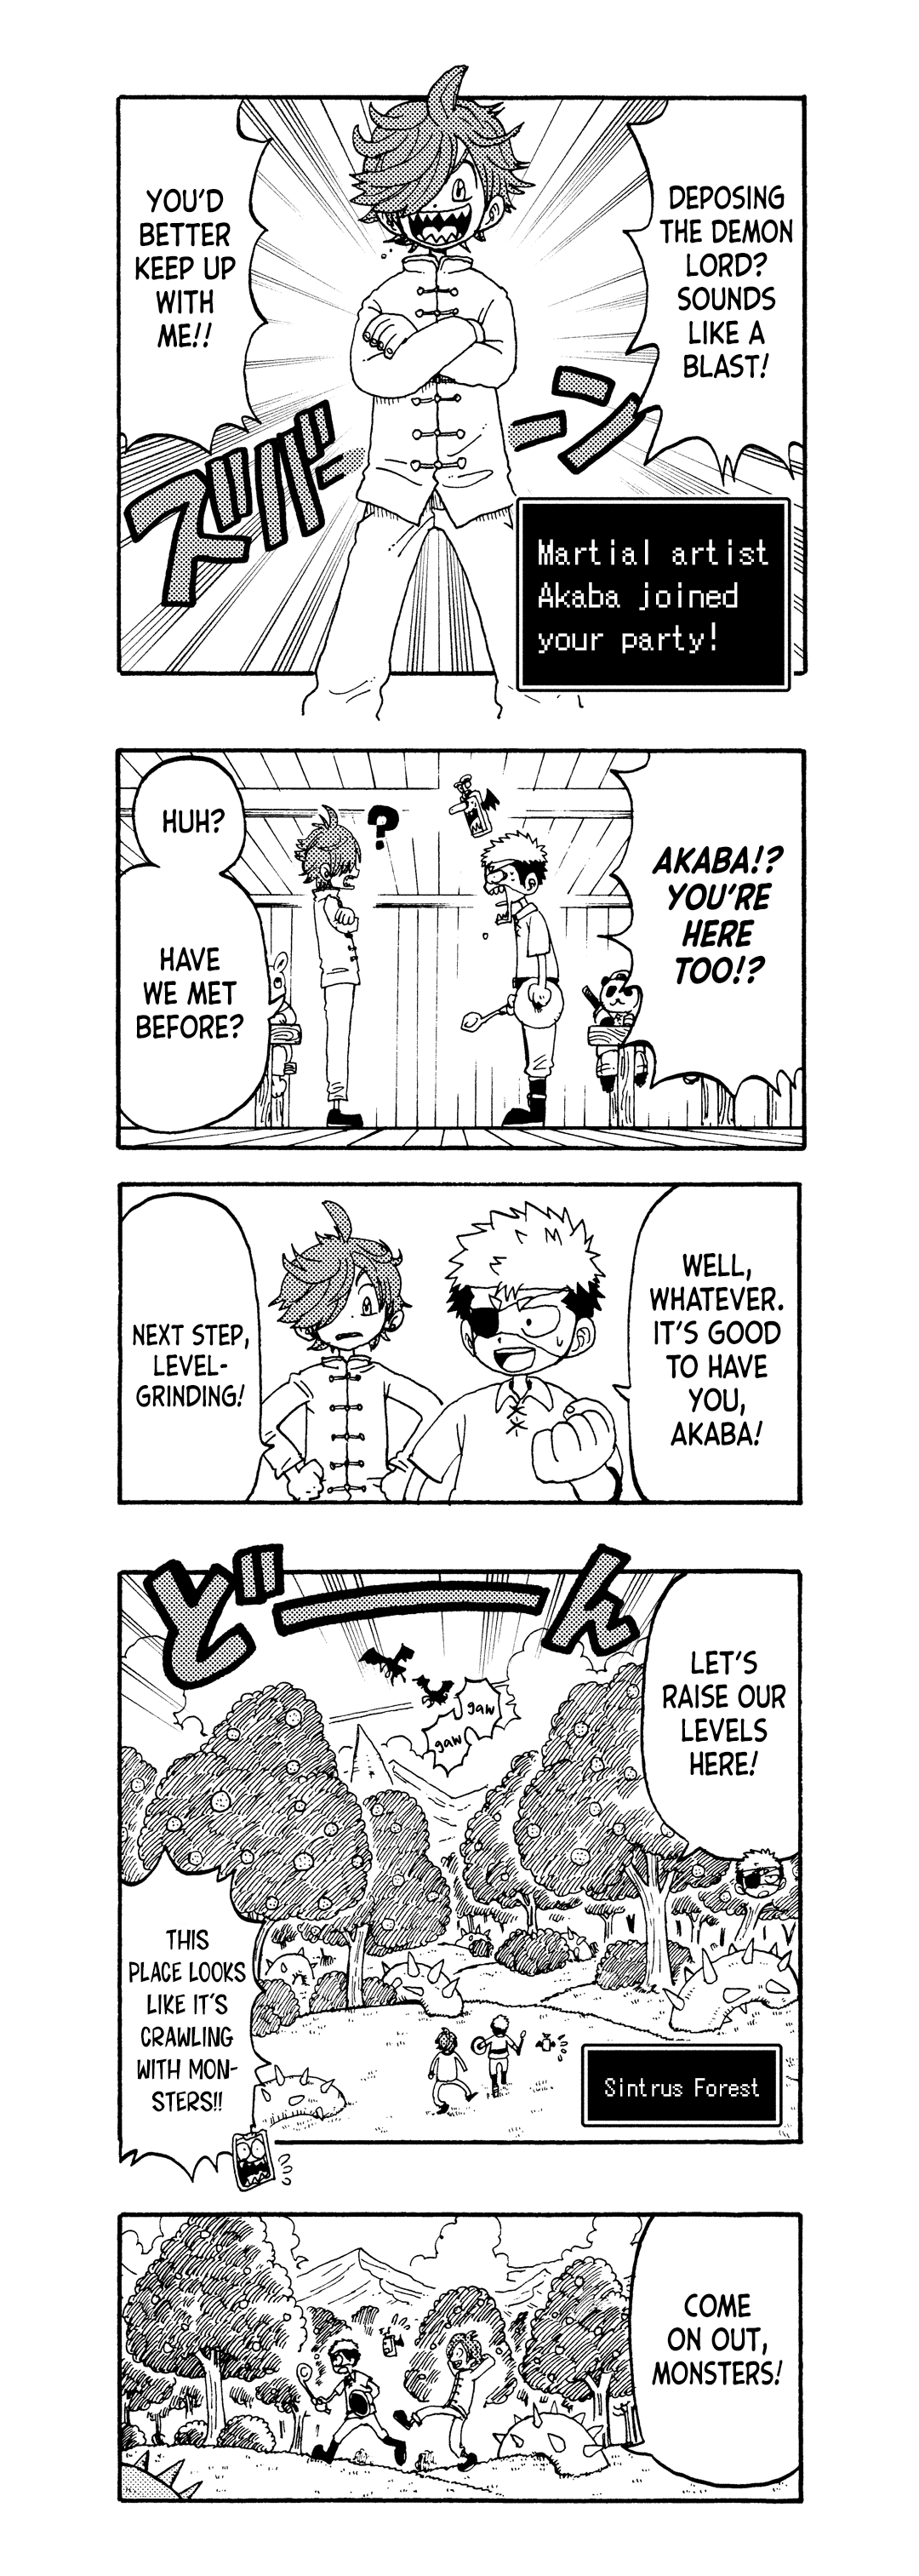 DEPOSING
THE DEMON
LORD?
SOUNDS
LIKE A
BLAST!
YOU'D
BETTER
KEEP UP
WITH
ME!!
ズバーン
Martial artist
Akaba joined
your party!
AKABA!?
YOU'RE
HERE
TOO!?
?
HUH?
HAVE
WE MET
BEFORE?
WELL,
WHATEVER.
IT'S GOOD
TO HAVE
YOU,
AKABA!
NEXT STEP,
LEVEL-
GRINDING!
どーん
LET'S
RAISE OUR
LEVELS
HERE!
gaw
gaw
THIS
PLACE LOOKS
LIKE IT'S
CRAWLING
WITH MON-
STERS!!
Sintrus Forest
COME
ON OUT,
MONSTERS!